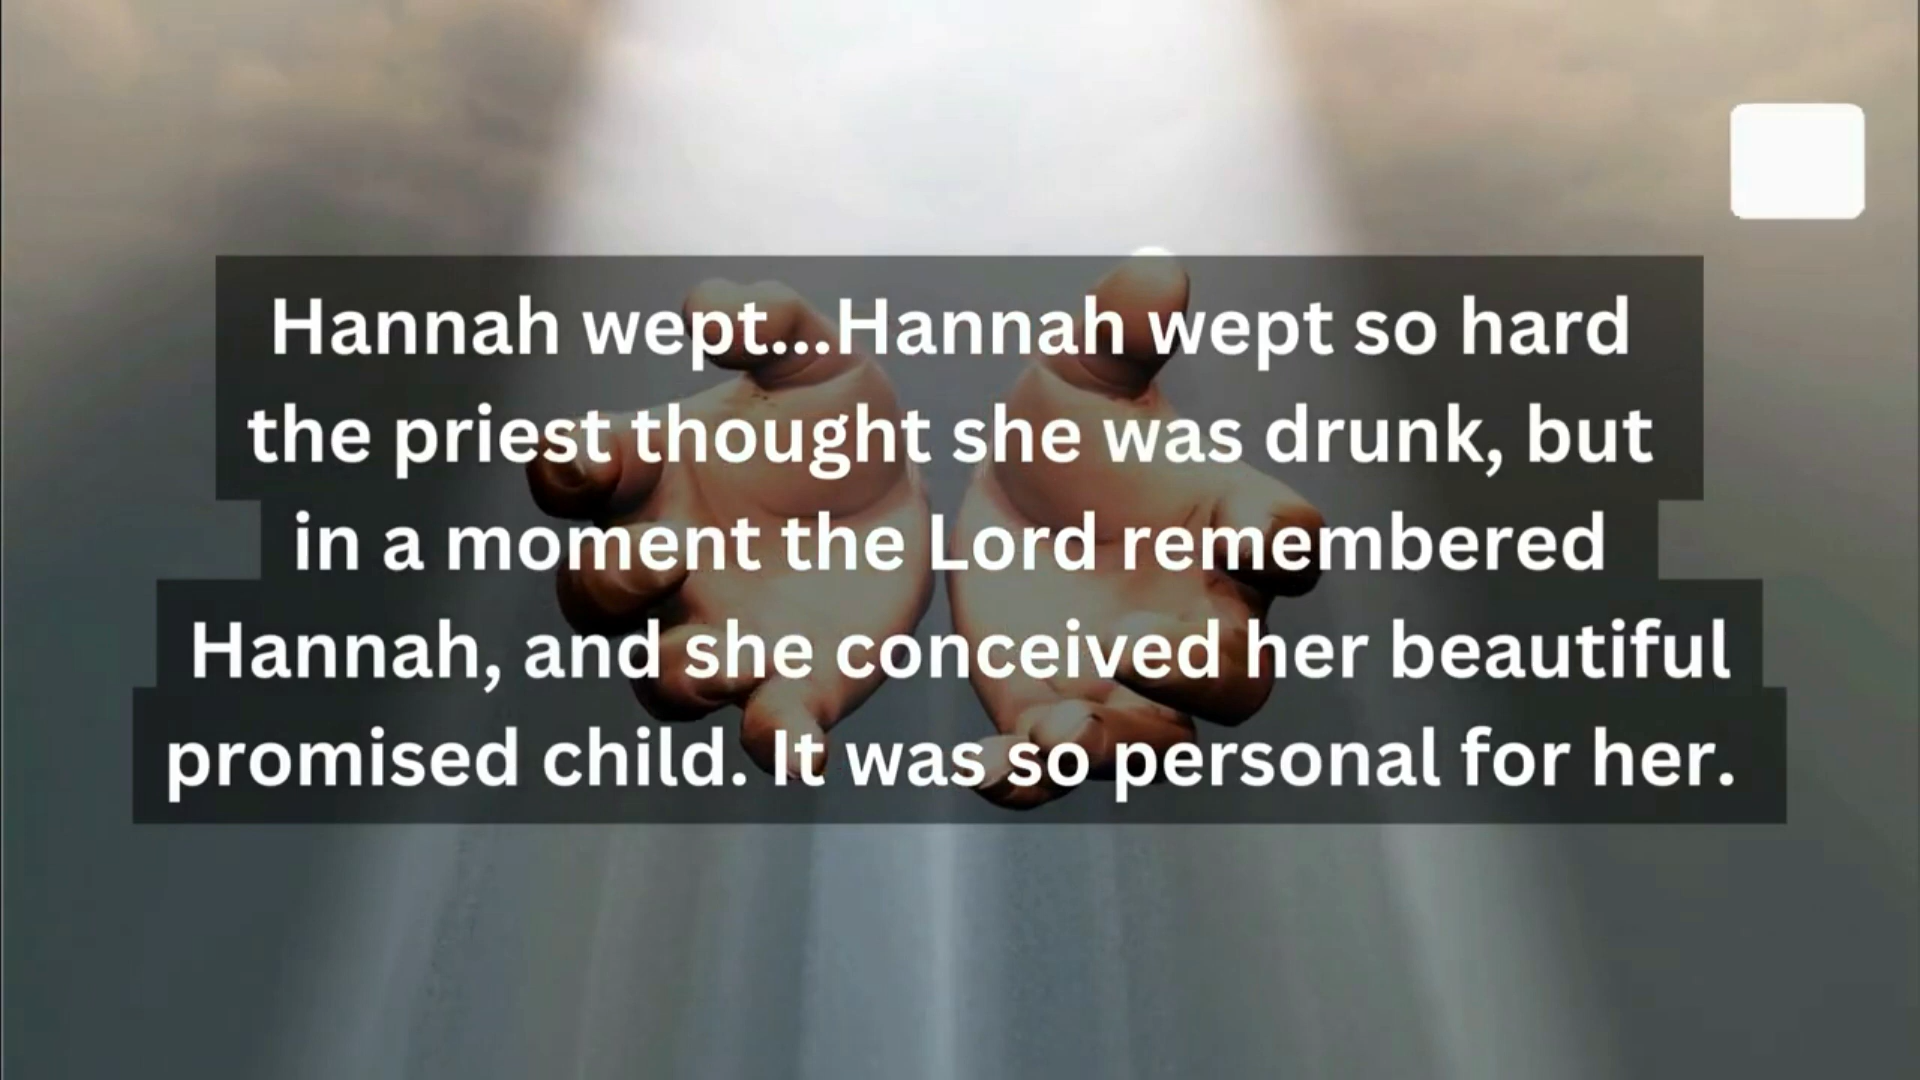 Hannah wept...Hannah wept so hard
the priest thought she was drunk, but
in a moment the Lord remembered
Hannah, and she conceived her beautiful
promised child. It was so personal for her.